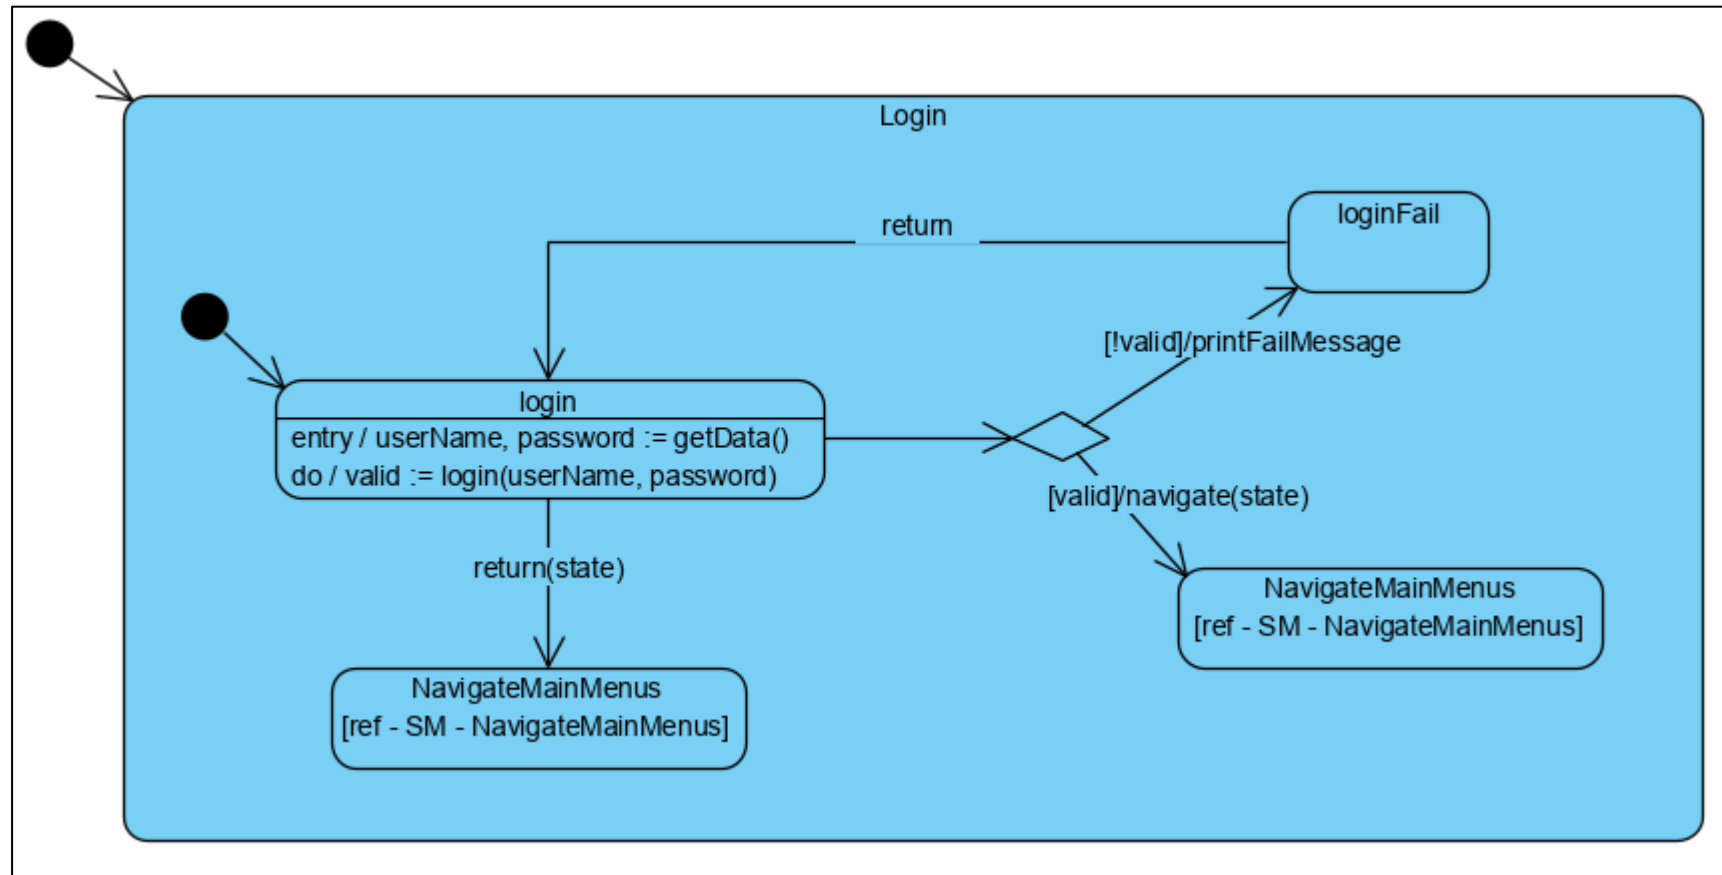 Login
loginFail
return
[!valid]/printFailMessage
login
entry / userName, password := getData()
do / valid := login(userName, password)
[valid]/navigate(state)
return(state)
NavigateMainMenus
[ref - SM - NavigateMainMenus]
NavigateMainMenus
[ref - SM - NavigateMainMenus]